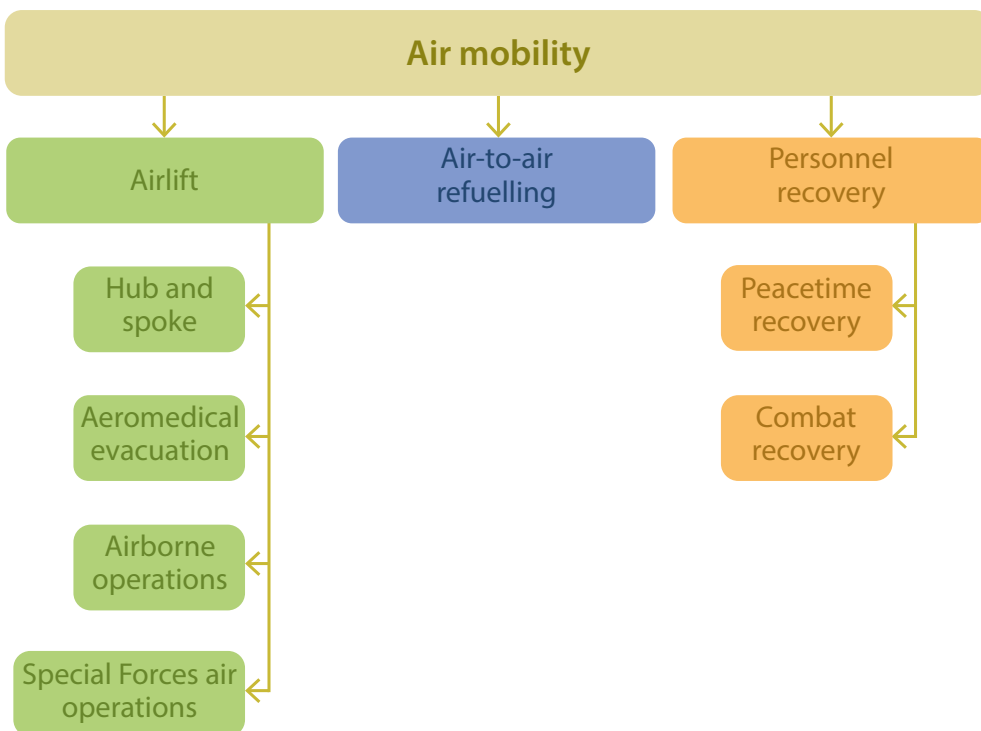 Air mobility
Airlift
Air-to-air
refuelling
Personnel
recovery
Hub and
spoke
Aeromedical
evacuation
Airborne
operations
Special Forces air
operations
Peacetime
recovery
Combat
recovery